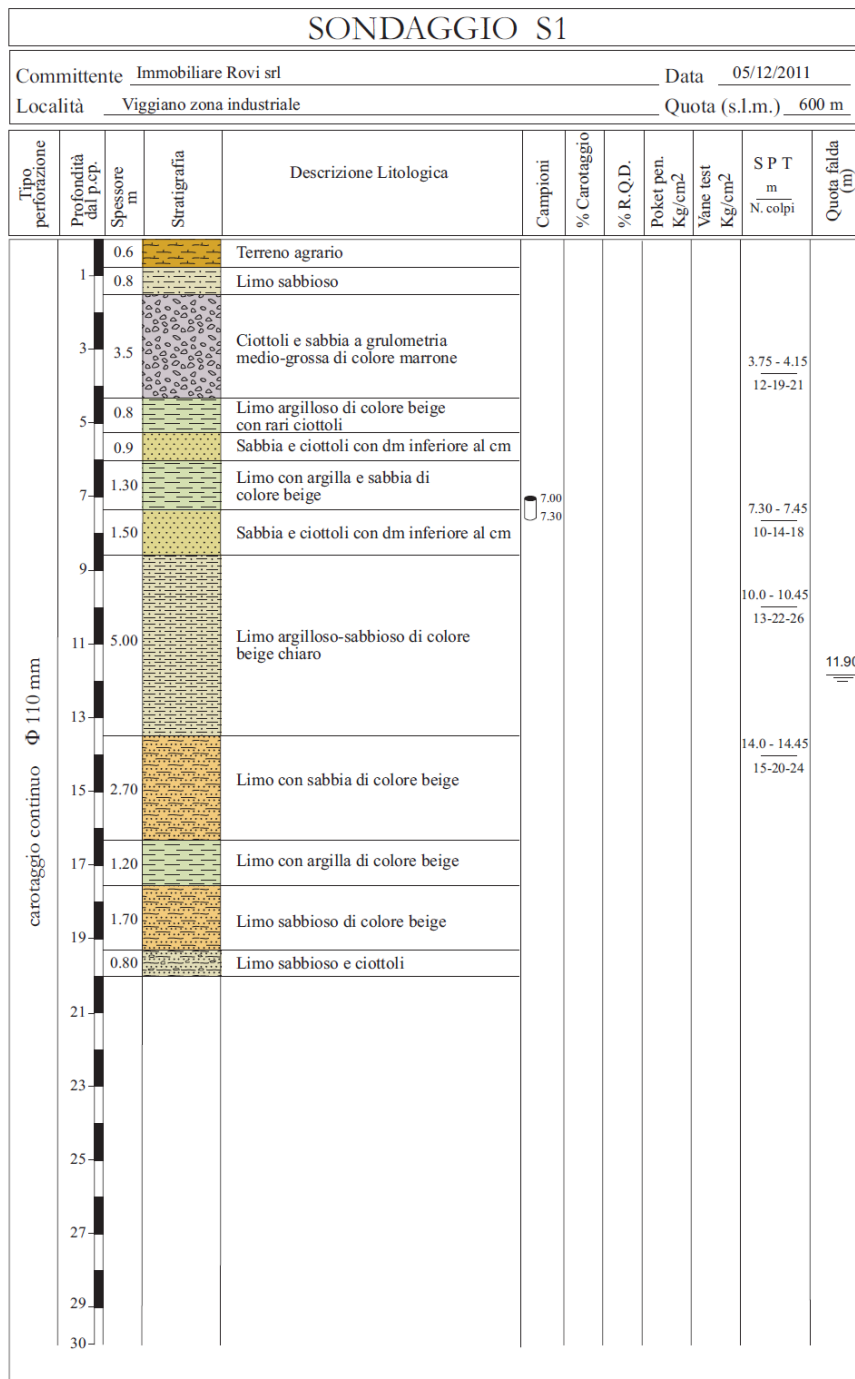 SONDAGGIO S1
Committente Immobiliare Rovi srl Data 05/12/2011
Località Viggiano zona industriale Quota (s.l.m.) 600 m
Tipo perforazione
Profondità dal p.cp.
Spessore m
Stratigrafia
Descrizione Litologica
Campioni
% Carotaggio
% R.Q.D.
Poket pen. Kg/cm2
Vane test Kg/cm2
S P T
m
N. colpi
Quota falda (m)
0.6 Terreno agrario
1
0.8 Limo sabbioso
3
3.5 Ciottoli e sabbia a grulometria
medio-grossa di colore marrone
3.75 - 4.15
12-19-21
0.8 Limo argilloso di colore beige
con rari ciottoli
5
0.9 Sabbia e ciottoli con dm inferiore al cm
1.30 Limo con argilla e sabbia di
colore beige
7
7.00
7.30
7.30 - 7.45
10-14-18
1.50 Sabbia e ciottoli con dm inferiore al cm
9
10.0 - 10.45
13-22-26
11
5.00 Limo argilloso-sabbioso di colore
beige chiaro
11.90
13
14.0 - 14.45
15-20-24
2.70 Limo con sabbia di colore beige
15
17
1.20 Limo con argilla di colore beige
1.70 Limo sabbioso di colore beige
19
0.80 Limo sabbioso e ciottoli
21
23
25
27
29
30
carotaggio continuo Φ 110 mm